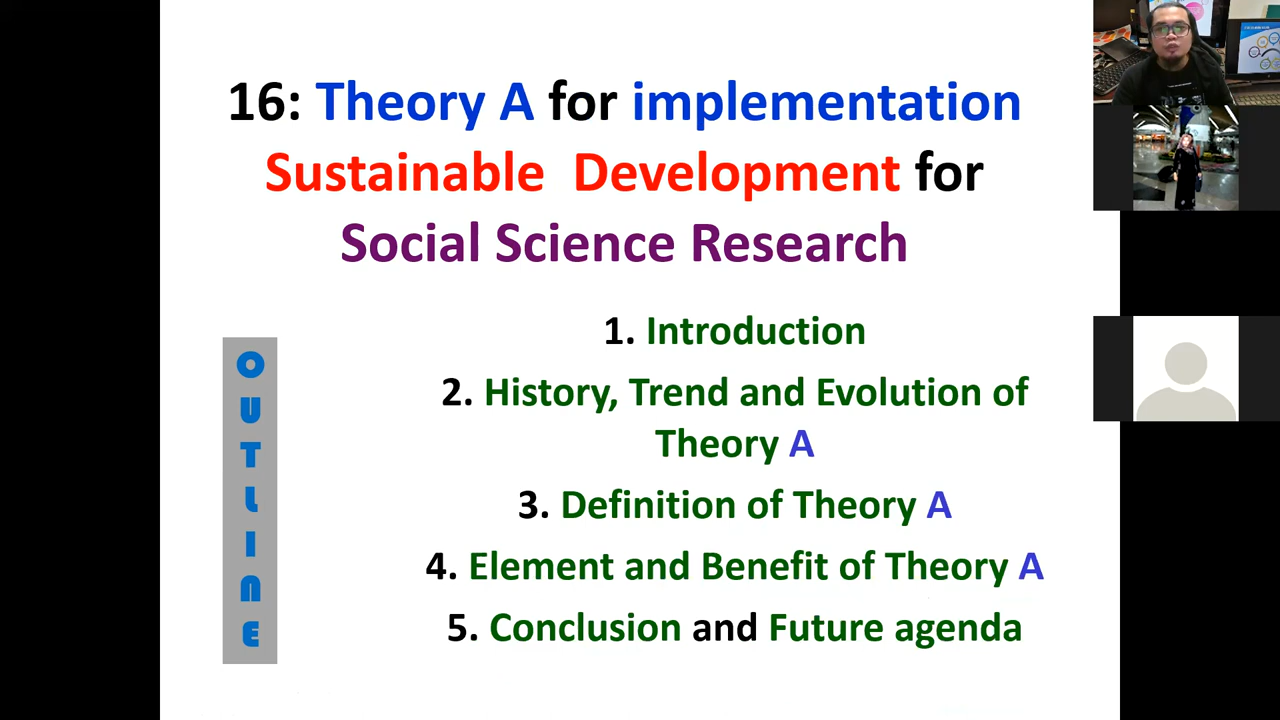 16: Theory A for implementation
Sustainable Development for
Social Science Research
OUTLINE
1. Introduction
2. History, Trend and Evolution of
Theory A
3. Definition of Theory A
4. Element and Benefit of Theory A
5. Conclusion and Future agenda